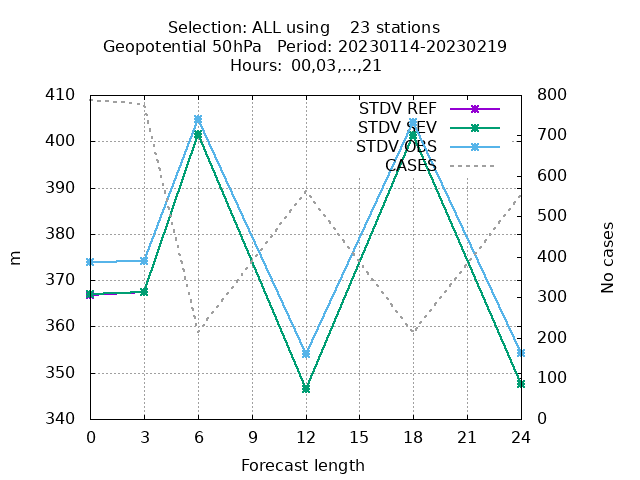 Selection: ALL using    23 stations
Geopotential 50hPa   Period: 20230114-20230219
Hours:  00,03,...,21
410
400
390
380
370
360
350
340
m
800
700
600
500
400
300
200
100
0
No cases
STDV REF
STDV SEV
STDV OBS
CASES
0 3 6 9 12 15 18 21 24
Forecast length